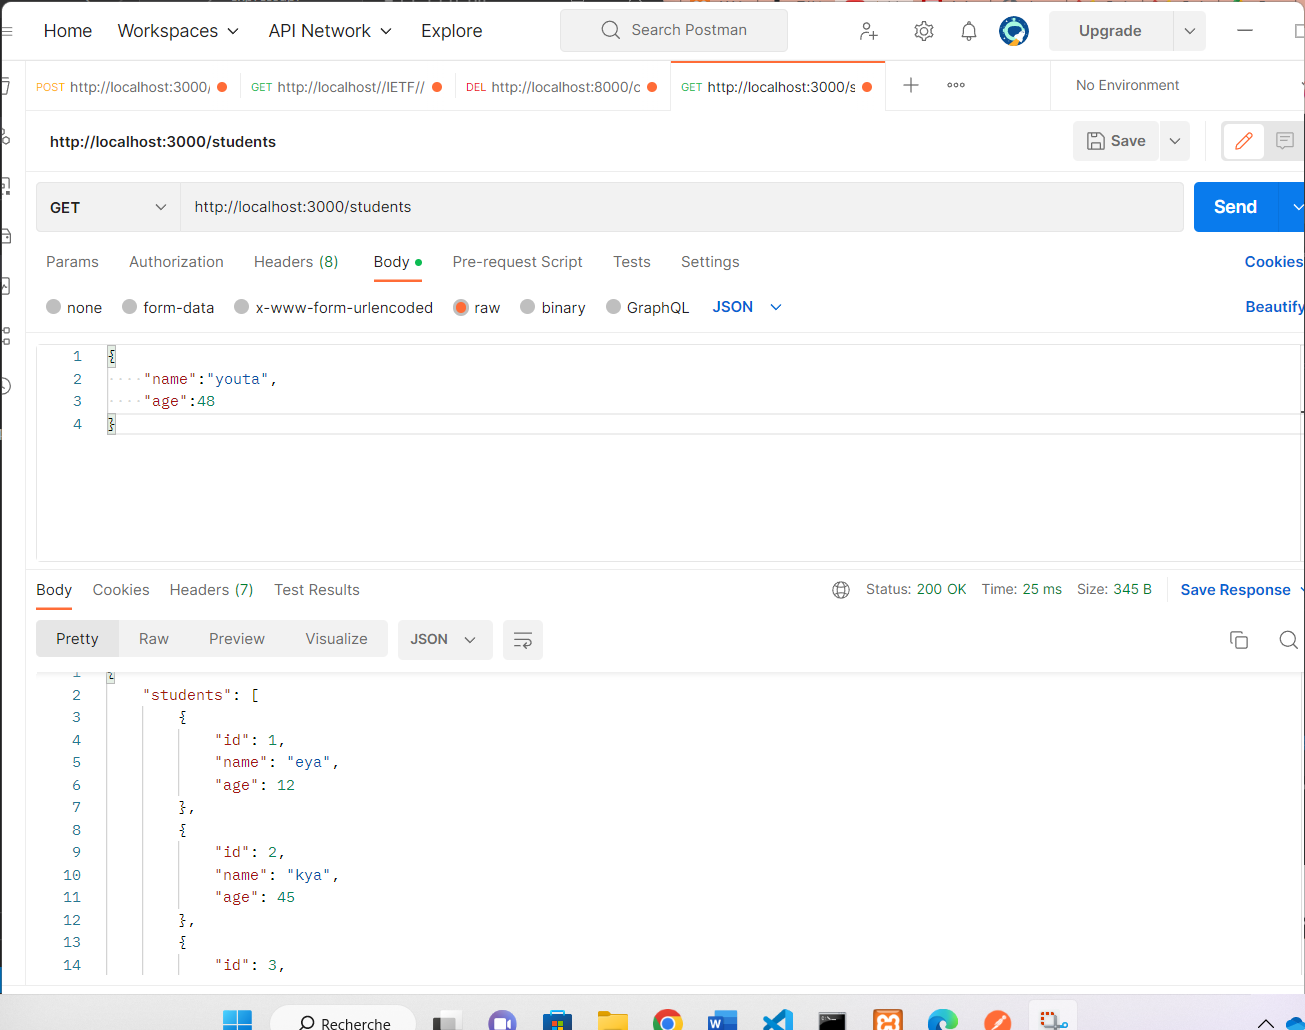 Home Workspaces API Network Explore Search Postman Upgrade
POST http://localhost:3000/ GET http://localhost//IETF// DEL http://localhost:8000/c GET http://localhost:3000/s No Environment
http://localhost:3000/students Save
GET http://localhost:3000/students Send
Params Authorization Headers (8) Body Pre-request Script Tests Settings Cookies
none form-data x-www-form-urlencoded raw binary GraphQL JSON Beautify
1 {
2 ····"name":"youta",
3 ····"age":48
4 }
Body Cookies Headers (7) Test Results Status: 200 OK Time: 25 ms Size: 345 B Save Response
Pretty Raw Preview Visualize JSON
1 {
2 "students": [
3 {
4 "id": 1,
5 "name": "eya",
6 "age": 12
7 },
8 {
9 "id": 2,
10 "name": "kya",
11 "age": 45
12 },
13 {
14 "id": 3,
Recherche